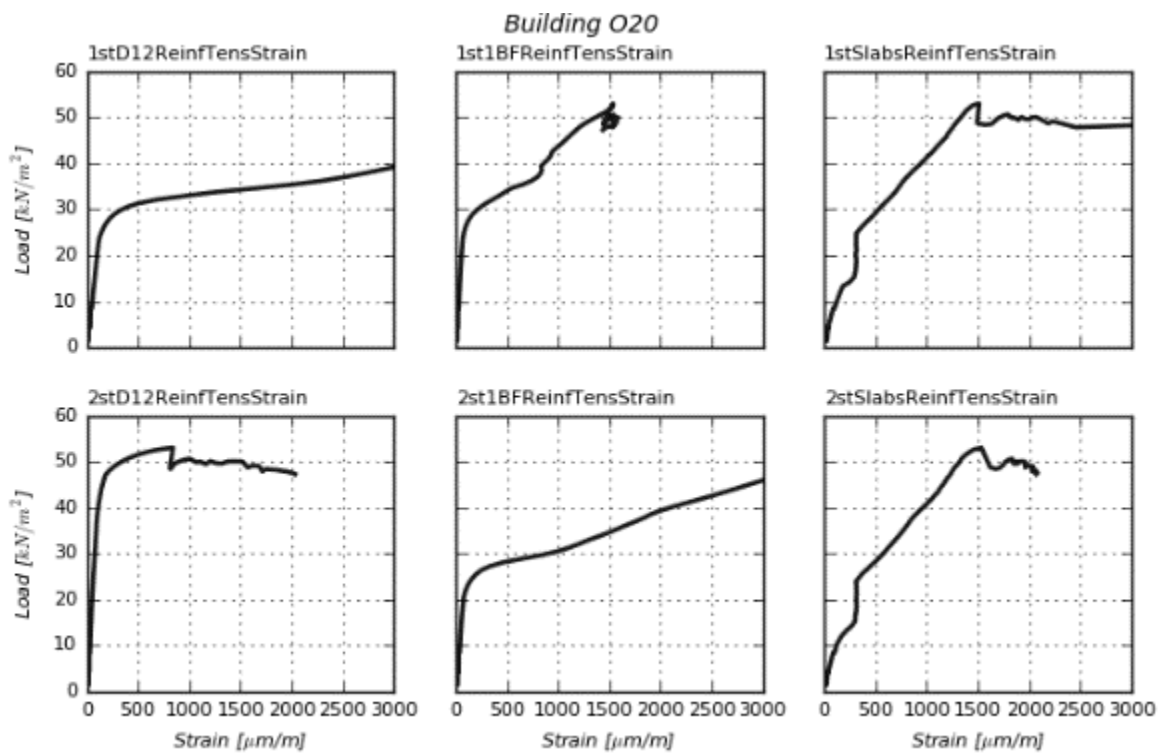 Building O20
1stD12ReinfTensStrain
1st1BFReinfTensStrain
1stSlabsReinfTensStrain
60
50
40
30
20
10
0
Load [kN/m²]
2stD12ReinfTensStrain
2st1BFReinfTensStrain
2stSlabsReinfTensStrain
60
50
40
30
20
10
0
Load [kN/m²]
0 500 1000 1500 2000 2500 3000
0 500 1000 1500 2000 2500 3000
0 500 1000 1500 2000 2500 3000
Strain [μm/m]
Strain [μm/m]
Strain [μm/m]